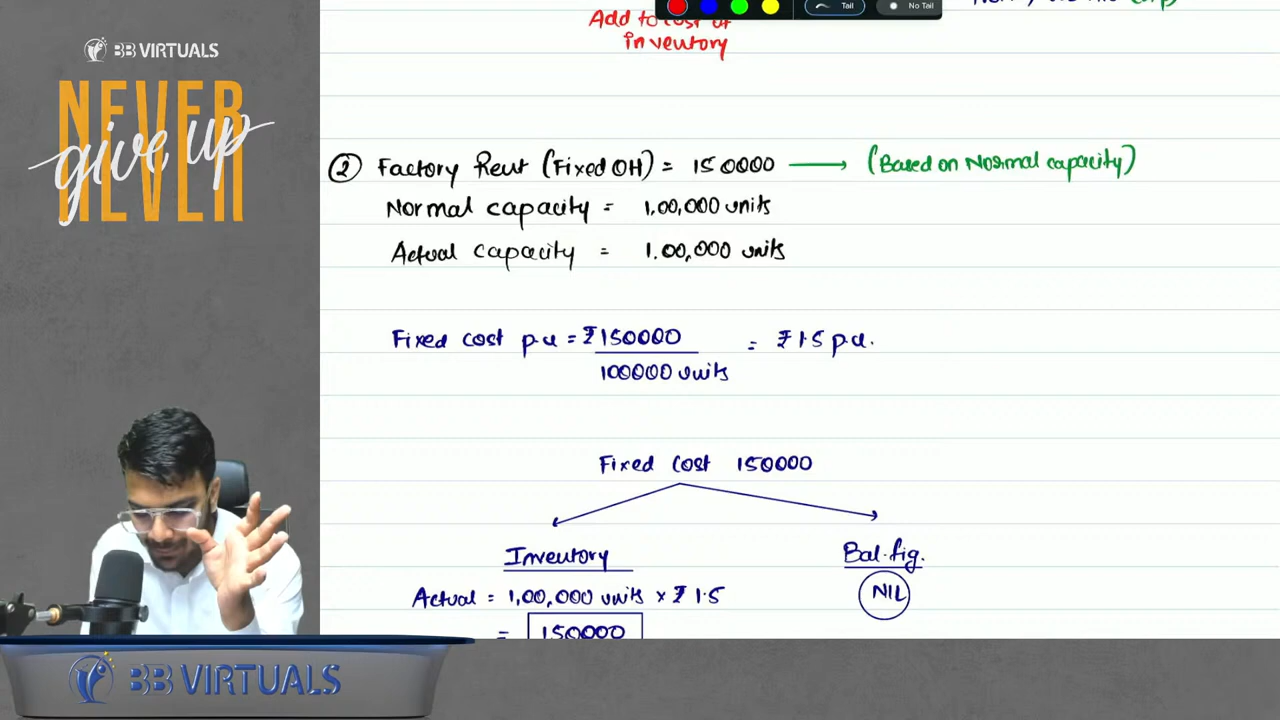 Tail
No Tail
Add to cost of
inventory
BB VIRTUALS
NEVER
give up
NEVER
② Factory Rent (Fixed OH) = 150000 → (Based on Normal capacity)
Normal capacity = 1,00,000 units
Actual capacity = 1,00,000 units
Fixed cost p.u = ₹150000
100000 units
= ₹1.5 p.u.
Fixed cost 150000
Inventory
Bal. fig.
Actual = 1,00,000 units × ₹ 1.5
NIL
= 150000
BB VIRTUALS